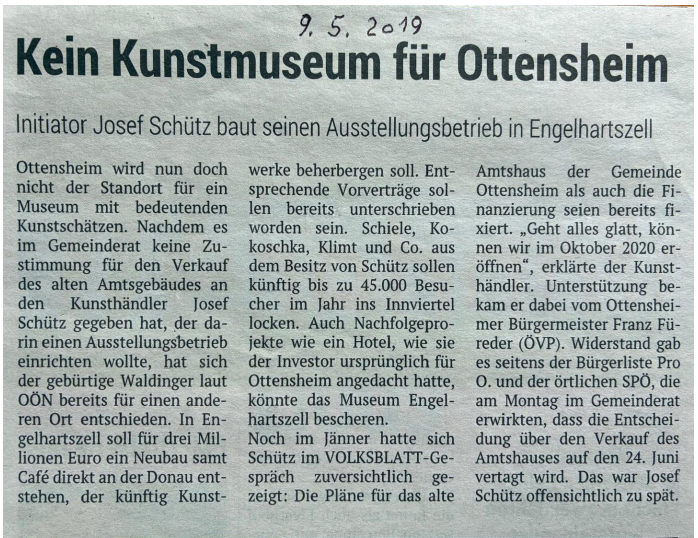 9. 5. 2019
Kein Kunstmuseum für Ottensheim
Initiator Josef Schütz baut seinen Ausstellungsbetrieb in Engelhartszell
Ottensheim wird nun doch
nicht der Standort für ein
Museum mit bedeutenden
Kunstschätzen. Nachdem es
im Gemeinderat keine Zu-
stimmung für den Verkauf
des alten Amtsgebäudes an
den Kunsthändler Josef
Schütz gegeben hat, der da-
rin einen Ausstellungsbetrieb
einrichten wollte, hat sich
der gebürtige Waldinger laut
OÖN bereits für einen ande-
ren Ort entschieden. In En-
gelhartszell soll für drei Mil-
lionen Euro ein Neubau samt
Café direkt an der Donau ent-
stehen, der künftig Kunst-
werke beherbergen soll. Ent-
sprechende Vorverträge sol-
len bereits unterschrieben
worden sein. Schiele, Ko-
koschka, Klimt und Co. aus
dem Besitz von Schütz sollen
künftig bis zu 45.000 Besu-
cher im Jahr ins Innviertel
locken. Auch Nachfolgepro-
jekte wie ein Hotel, wie sie
der Investor ursprünglich für
Ottensheim angedacht hatte,
könnte das Museum Engel-
hartszell bescheren.
Noch im Jänner hatte sich
Schütz im VOLKSBLATT-Ge-
spräch zuversichtlich ge-
zeigt: Die Pläne für das alte
Amtshaus der Gemeinde
Ottensheim als auch die Fi-
nanzierung seien bereits fi-
xiert. „Geht alles glatt, kön-
nen wir im Oktober 2020 er-
öffnen“, erklärte der Kunst-
händler. Unterstützung be-
kam er dabei vom Ottenshei-
mer Bürgermeister Franz Fü-
reder (ÖVP). Widerstand gab
es seitens der Bürgerliste Pro
O. und der örtlichen SPÖ, die
am Montag im Gemeinderat
erwirkten, dass die Entschei-
dung über den Verkauf des
Amtshauses auf den 24. Juni
vertagt wird. Das war Josef
Schütz offensichtlich zu spät.